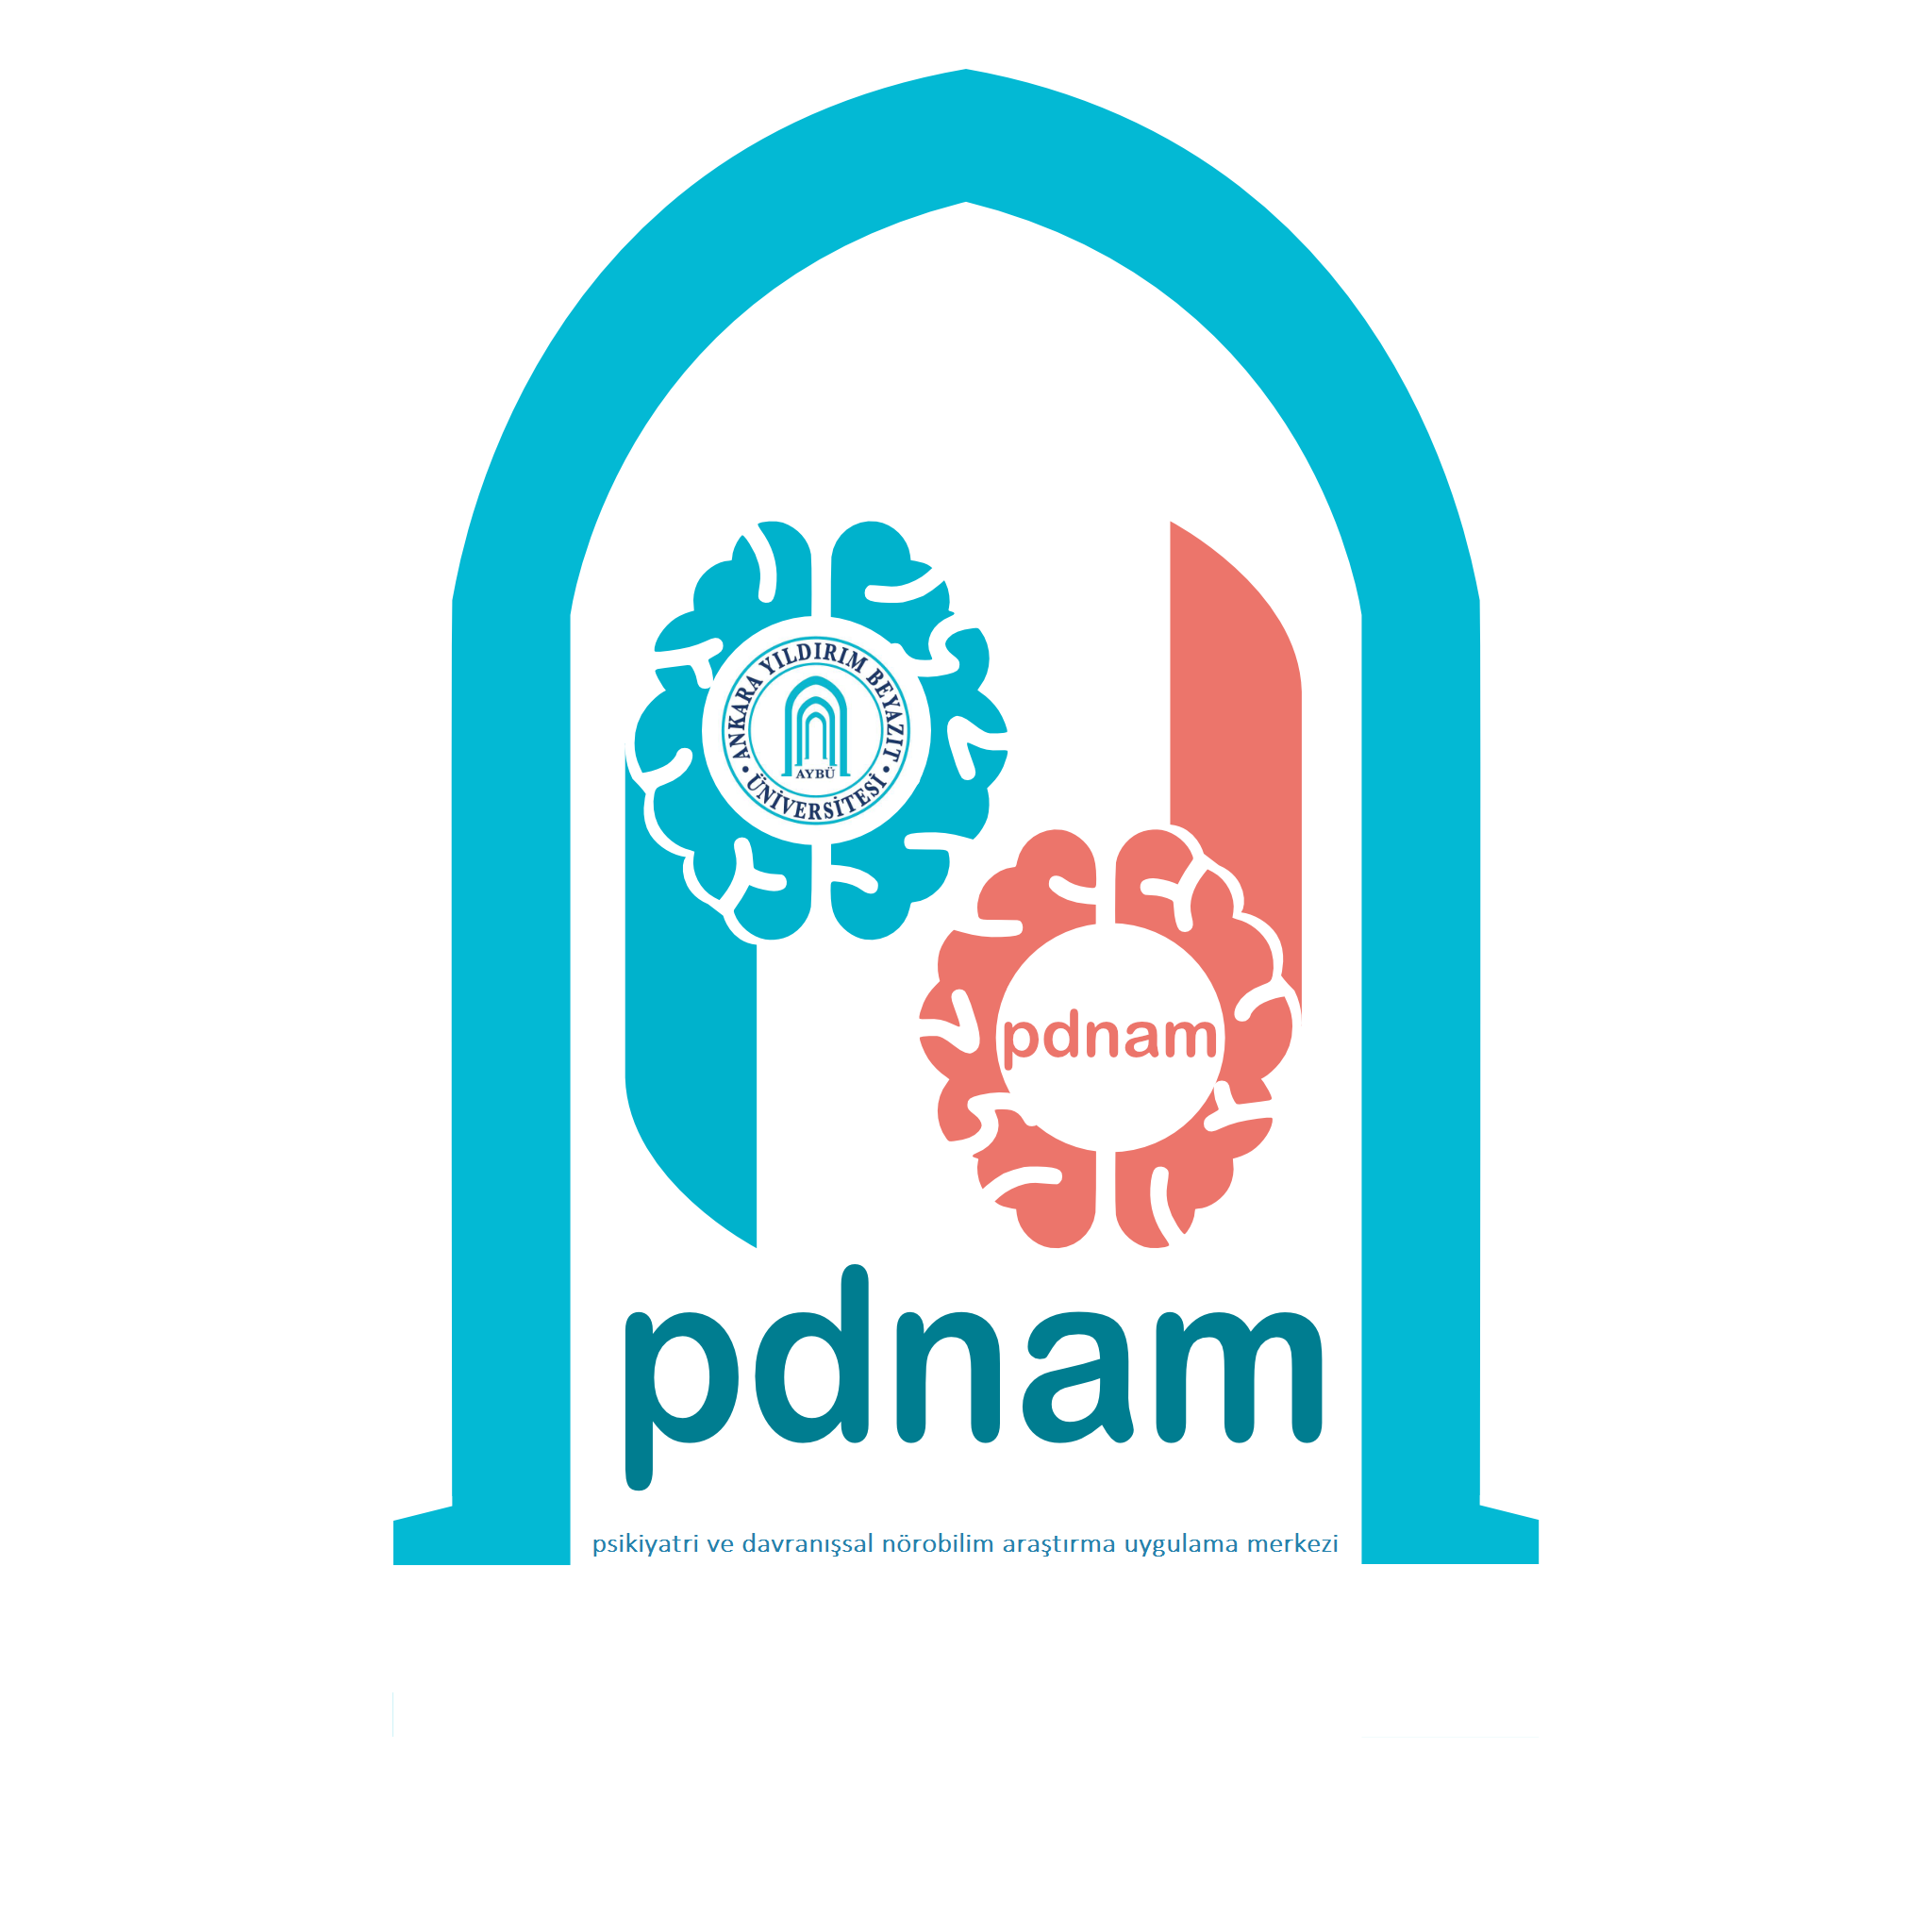 ANKARA YILDIRIM BEYAZIT
ÜNİVERSİTESİ
AYBÜ
pdnam
pdnam
psikiyatri ve davranışsal nörobilim araştırma uygulama merkezi